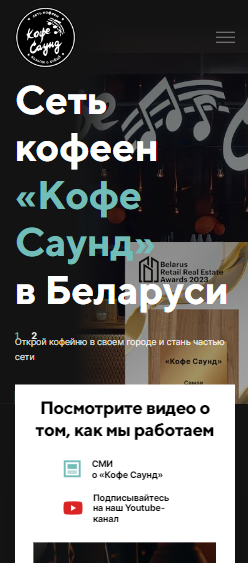 Кофе
Саунд
Сеть
кофеен
«Кофе
Саунд»
в Беларуси
Belarus
Retail Real Estate
Awards 2023
1 2
Открой кофейню в своем городе и стань частью
сети
«Кофе Саунд»
Посмотрите видео о
том, как мы работаем
СМИ
о «Кофе Саунд»
Подписывайтесь
на наш Youtube-
канал